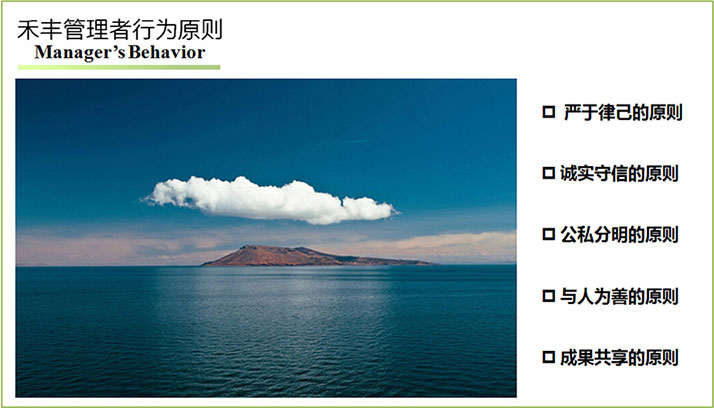 禾丰管理者行为原则
Manager's Behavior
严于律己的原则
诚实守信的原则
公私分明的原则
与人为善的原则
成果共享的原则